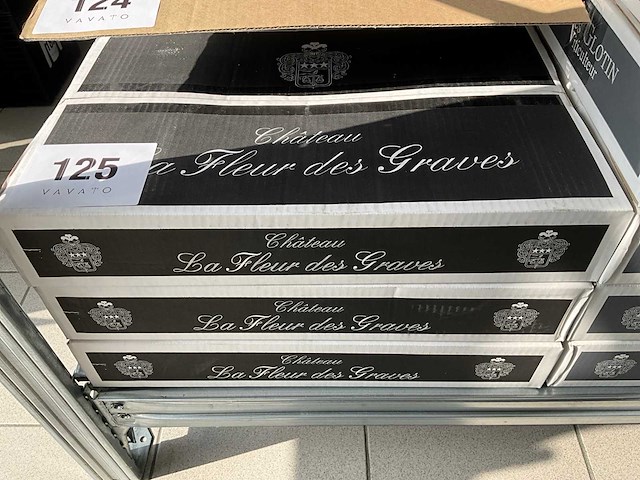 124
VAVATO
GLOTIN
Viticulteur
Château
La Fleur des Graves
125
VAVATO
Château
La Fleur des Graves
Château
La Fleur des Graves
Château
La Fleur des Graves